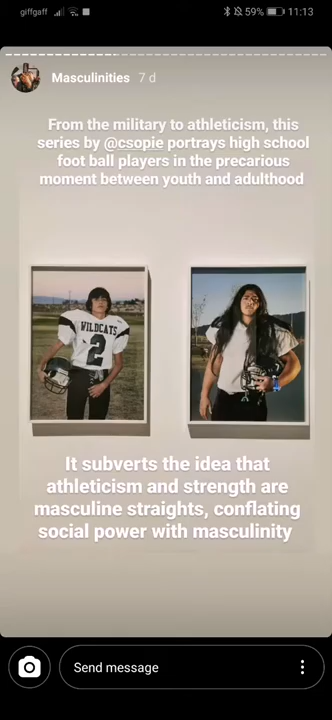 giffgaff 59% 11:13
Masculinities 7 d
From the military to athleticism, this
series by @csopie portrays high school
foot ball players in the precarious
moment between youth and adulthood
WILDCATS
2
It subverts the idea that
athleticism and strength are
masculine straights, conflating
social power with masculinity
Send message